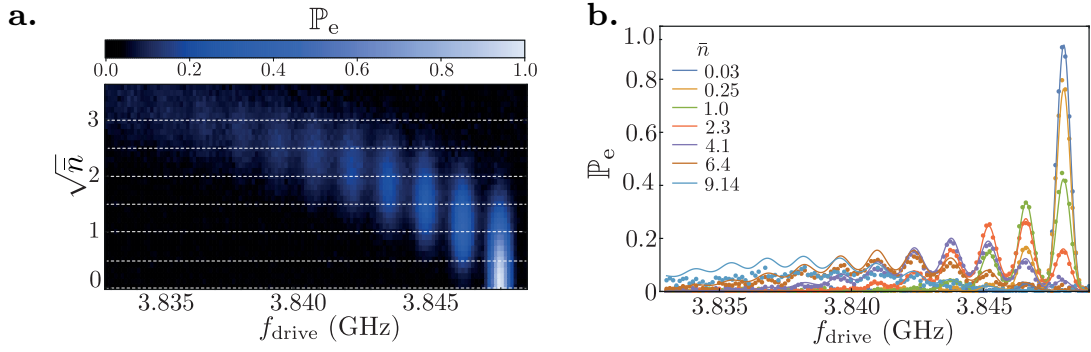 a.
ℙe
0.0 0.2 0.4 0.6 0.8 1.0
√n̄
3
2
1
0
3.835 3.840 3.845
f_drive (GHz)
b.
ℙe
1.0
0.8
0.6
0.4
0.2
0
n̄
0.03
0.25
1.0
2.3
4.1
6.4
9.14
3.835 3.840 3.845
f_drive (GHz)